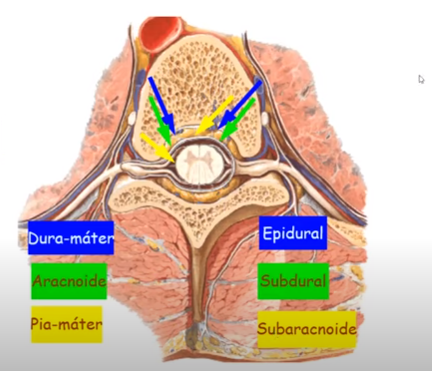 Dura-máter
Epidural
Aracnoide
Subdural
Pia-máter
Subaracnoide